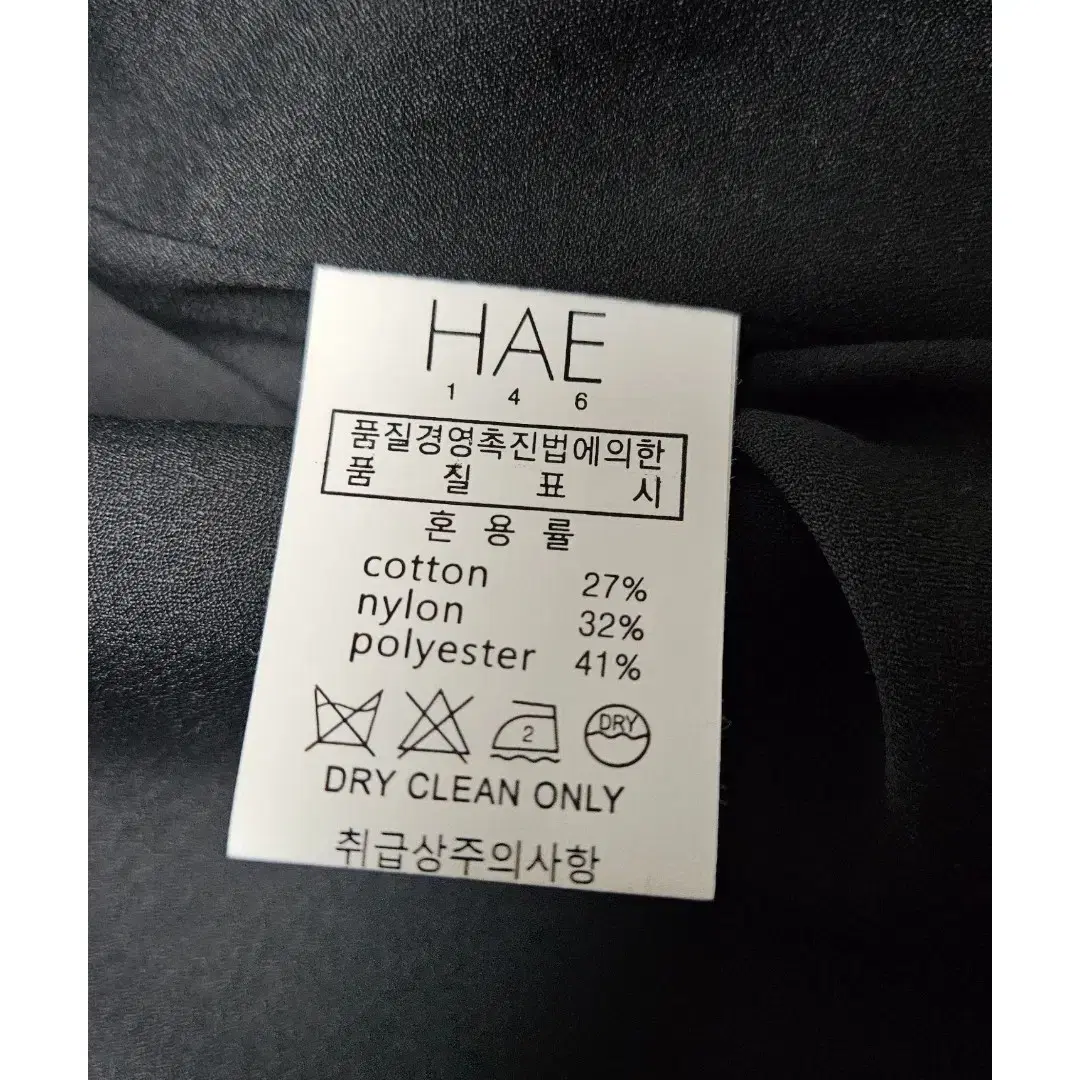 HAE
1 4 6
품질경영촉진법에의한
품 질 표 시
혼 용 률
cotton 27%
nylon 32%
polyester 41%
2 DRY
DRY CLEAN ONLY
취급상주의사항